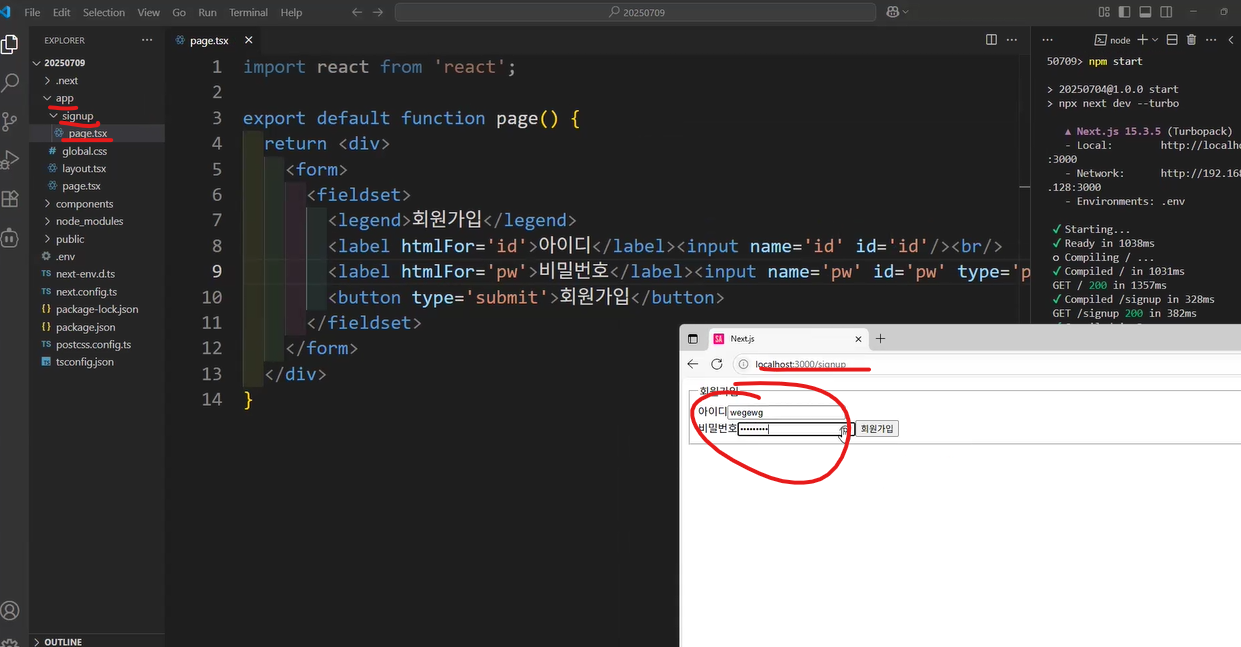 File Edit Selection View Go Run Terminal Help
20250709
EXPLORER
20250709
.next
app
signup
page.tsx
global.css
layout.tsx
page.tsx
components
node_modules
public
.env
next-env.d.ts
next.config.ts
package-lock.json
package.json
postcss.config.ts
tsconfig.json
OUTLINE
page.tsx
1 import react from 'react';
2
3 export default function page() {
4 return <div>
5 <form>
6 <fieldset>
7 <legend>회원가입</legend>
8 <label htmlFor='id'>아이디</label><input name='id' id='id'/><br/>
9 <label htmlFor='pw'>비밀번호</label><input name='pw' id='pw' type='p
10 <button type='submit'>회원가입</button>
11 </fieldset>
12 </form>
13 </div>
14 }
node
50709> npm start
> 20250704@1.0.0 start
> npx next dev --turbo
▲ Next.js 15.3.5 (Turbopack)
- Local: http://localho
:3000
- Network: http://192.168
.128:3000
- Environments: .env
✓ Starting...
✓ Ready in 1038ms
○ Compiling / ...
✓ Compiled / in 1031ms
GET / 200 in 1357ms
✓ Compiled /signup in 328ms
GET /signup 200 in 382ms
SA Next.js
localhost:3000/signup
회원가입
아이디 wegewg
비밀번호 ••••••••• 회원가입